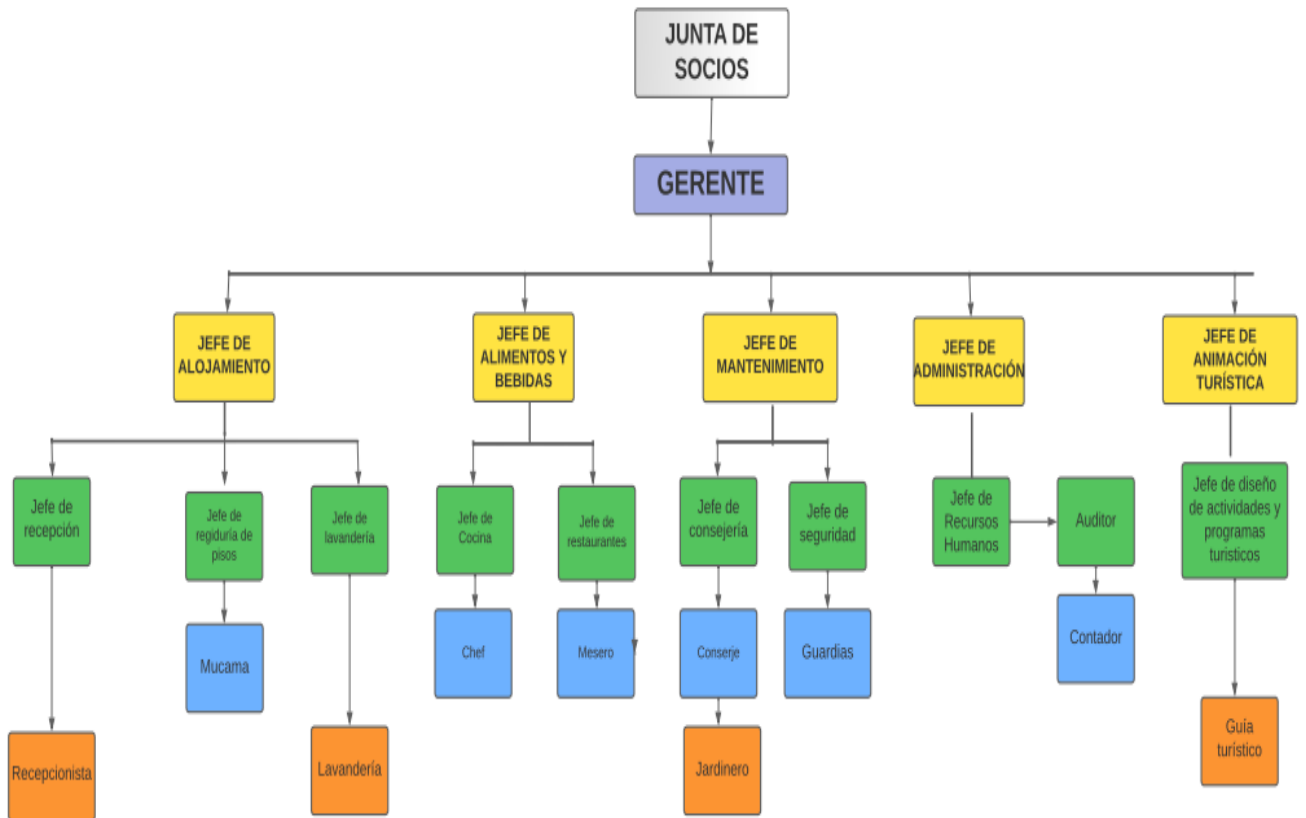 JUNTA DE
SOCIOS
GERENTE
JEFE DE
ALOJAMIENTO
JEFE DE
ALIMENTOS Y
BEBIDAS
JEFE DE
MANTENIMIENTO
JEFE DE
ADMINISTRACIÓN
JEFE DE
ANIMACIÓN
TURÍSTICA
Jefe de
recepción
Jefe de
regiduría de
pisos
Jefe de
lavandería
Jefe de
Cocina
Jefe de
restaurantes
Jefe de
consejería
Jefe de
seguridad
Jefe de
Recursos
Humanos
Auditor
Jefe de diseño
de actividades y
programas
turisticos
Mucama
Chef
Mesero
Conserje
Guardias
Contador
Recepcionista
Lavandería
Jardinero
Guía
turístico